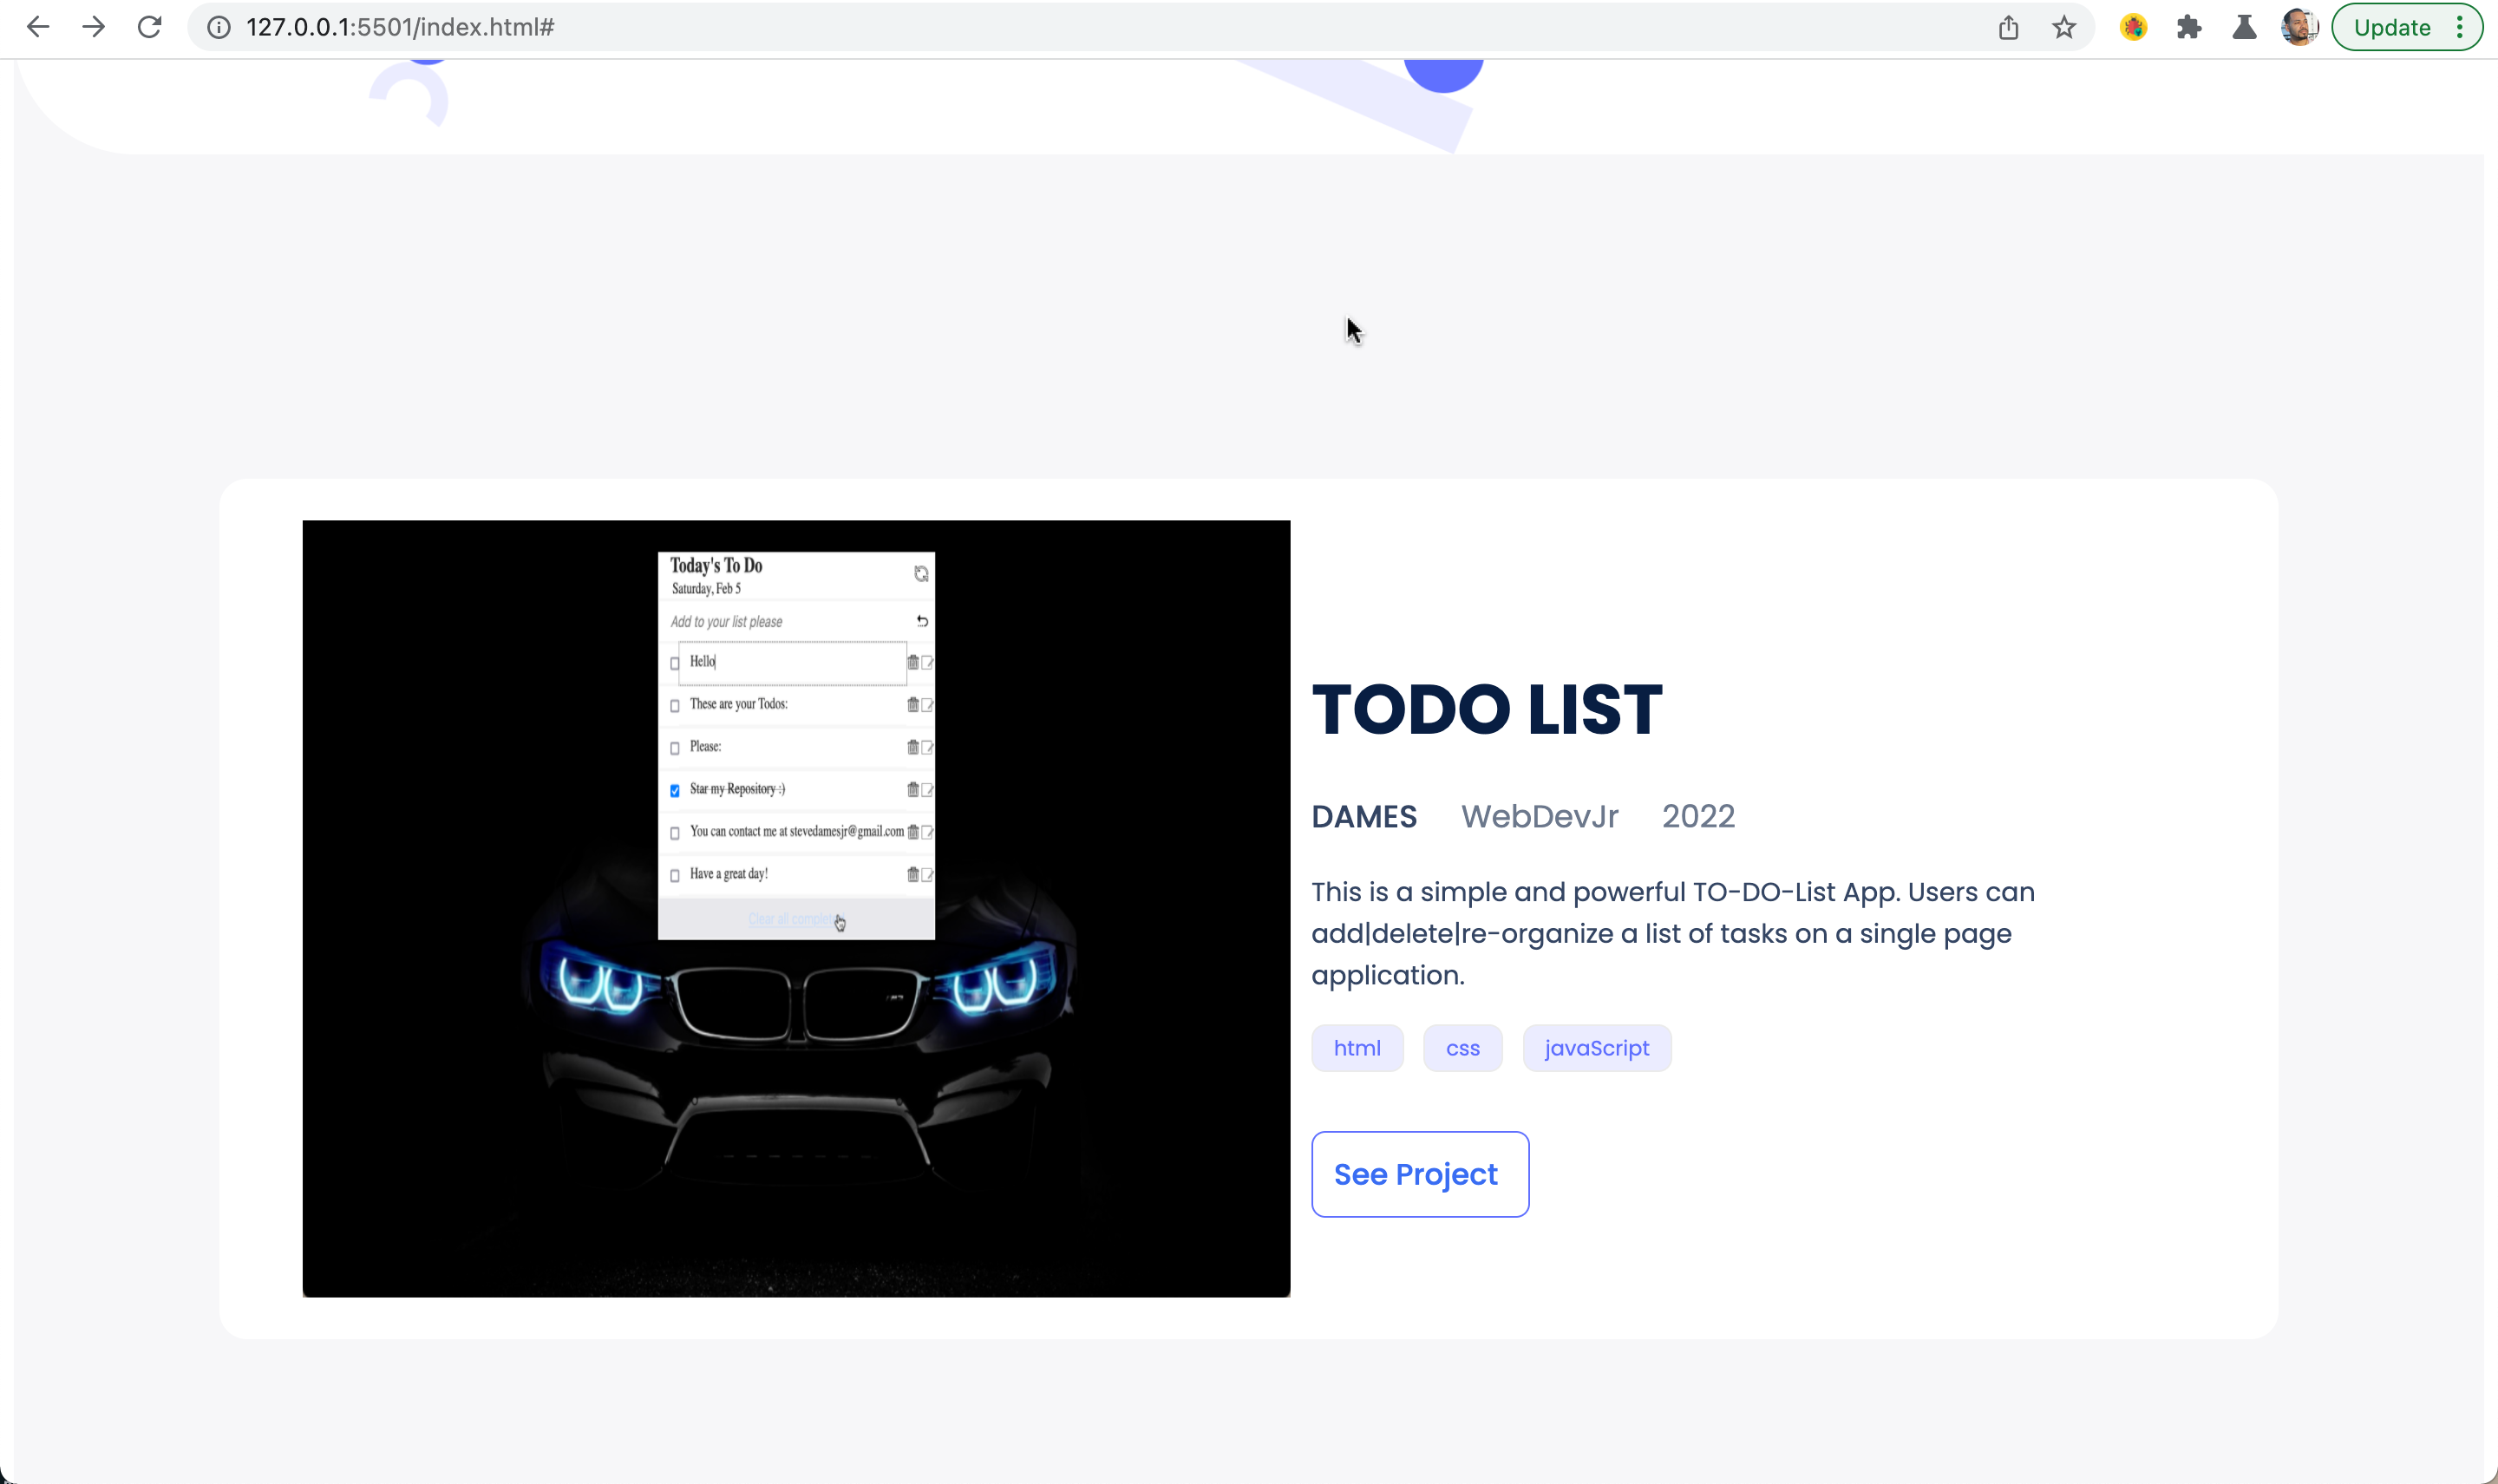 127.0.0.1:5501/index.html#
Update
Today's To Do
Saturday, Feb 5
Add to your list please
Hello
These are your Todos:
Please:
Star my Repository :)
You can contact me at stevedamesjr@gmail.com
Have a great day!
Clear all
TODO LIST
DAMES WebDevJr 2022
This is a simple and powerful TO-DO-List App. Users can
add|delete|re-organize a list of tasks on a single page
application.
html css javaScript
See Project